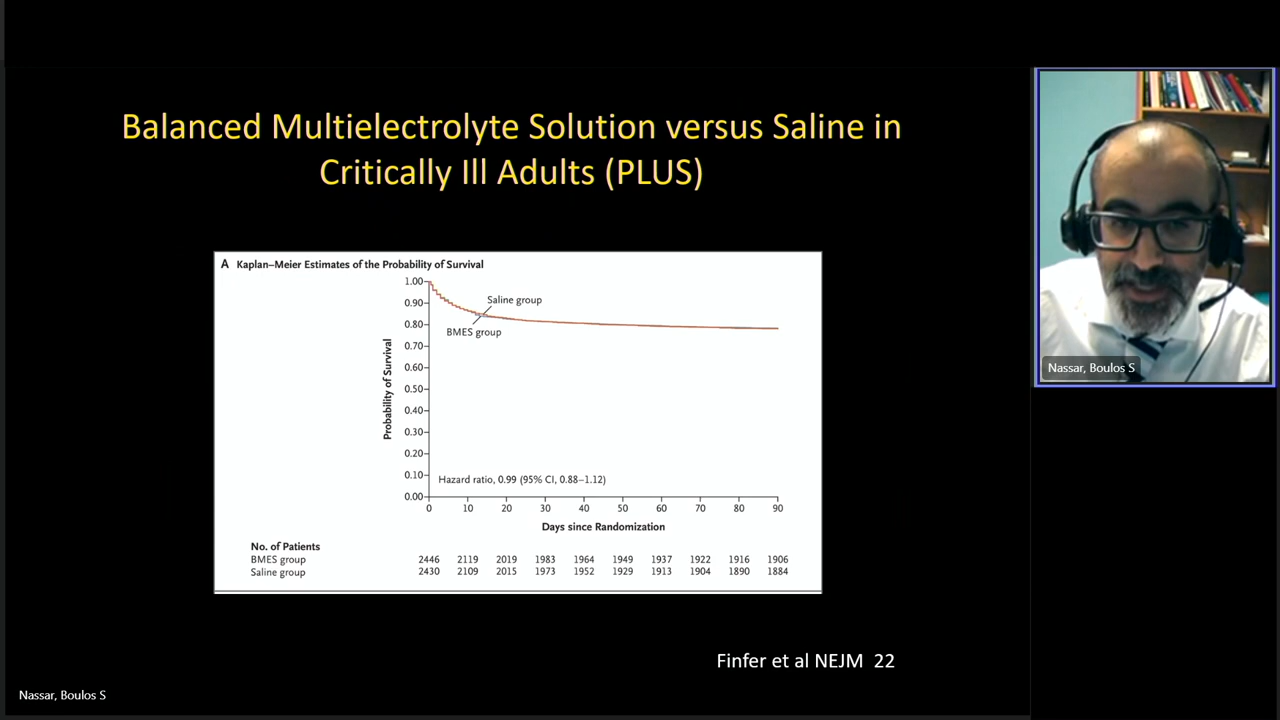 Balanced Multielectrolyte Solution versus Saline in
Critically Ill Adults (PLUS)
A Kaplan–Meier Estimates of the Probability of Survival
Probability of Survival
1.00
0.90
0.80
0.70
0.60
0.50
0.40
0.30
0.20
0.10
0.00
Saline group
BMES group
Hazard ratio, 0.99 (95% CI, 0.88–1.12)
0 10 20 30 40 50 60 70 80 90
Days since Randomization
No. of Patients
BMES group 2446 2119 2019 1983 1964 1949 1937 1922 1916 1906
Saline group 2430 2109 2015 1973 1952 1929 1913 1904 1890 1884
Finfer et al NEJM 22
Nassar, Boulos S
Nassar, Boulos S